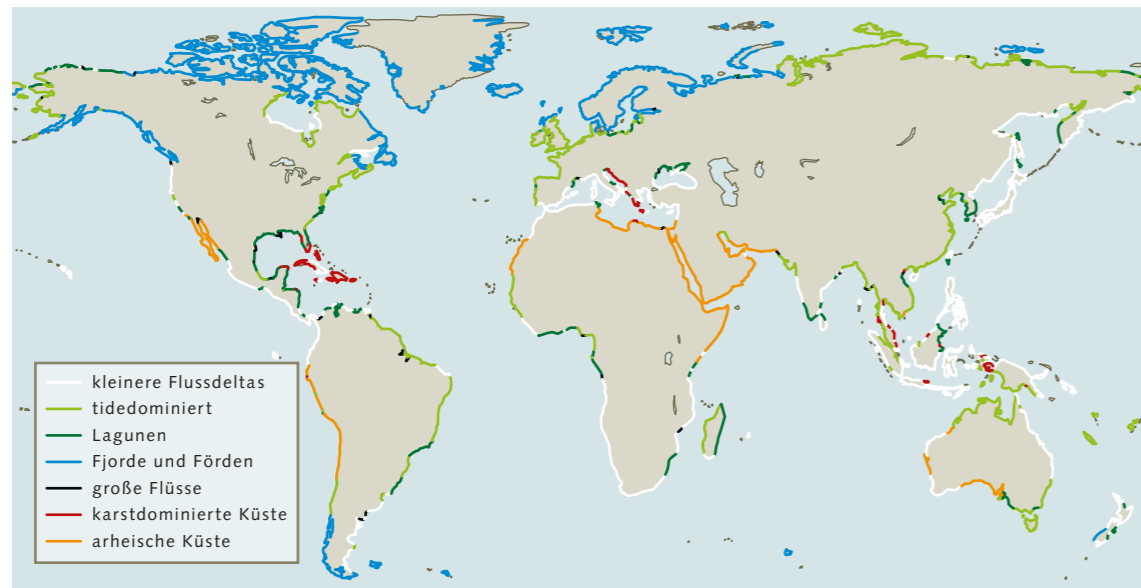 kleinere Flussdeltas
tidedominiert
Lagunen
Fjorde und Förden
große Flüsse
karstdominierte Küste
arheische Küste